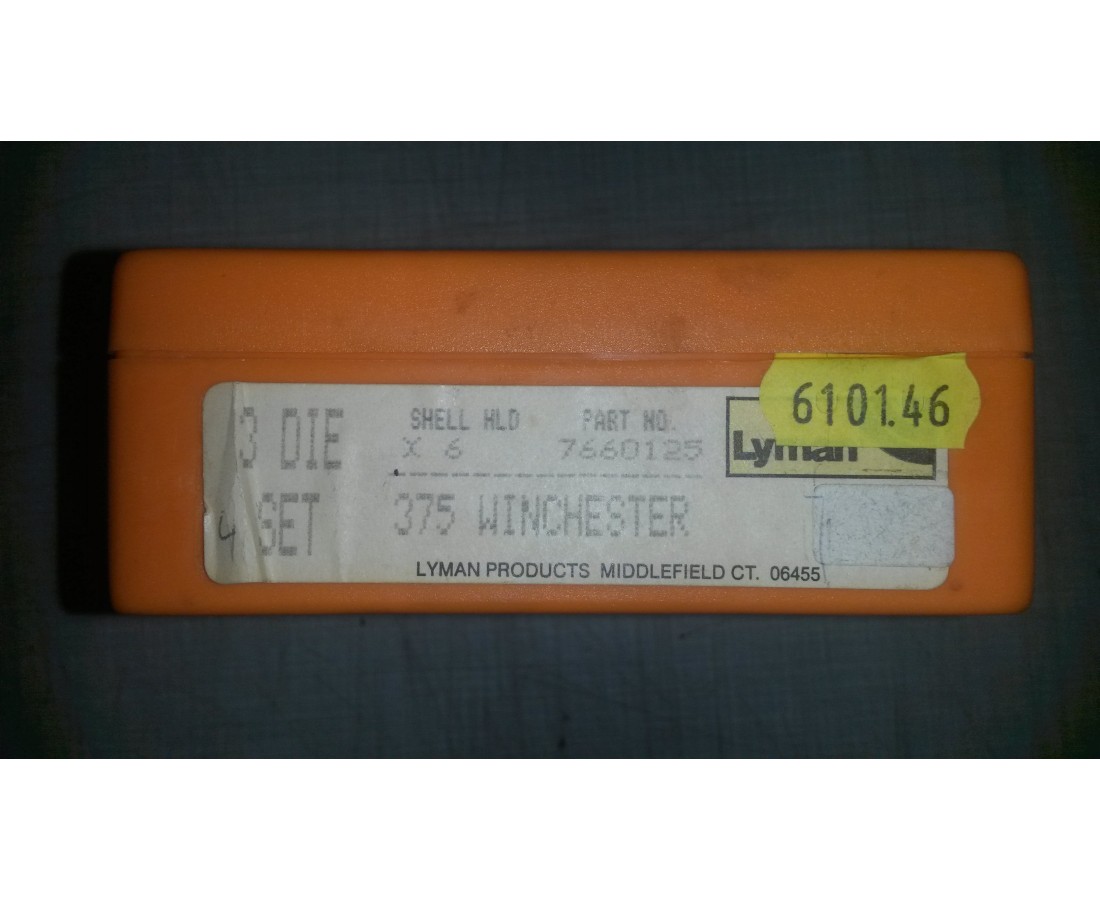 6101.46
3 DIE SHELL HLD PART NO. Lyman
X 6 7660125
4 SET 375 WINCHESTER
LYMAN PRODUCTS MIDDLEFIELD CT. 06455